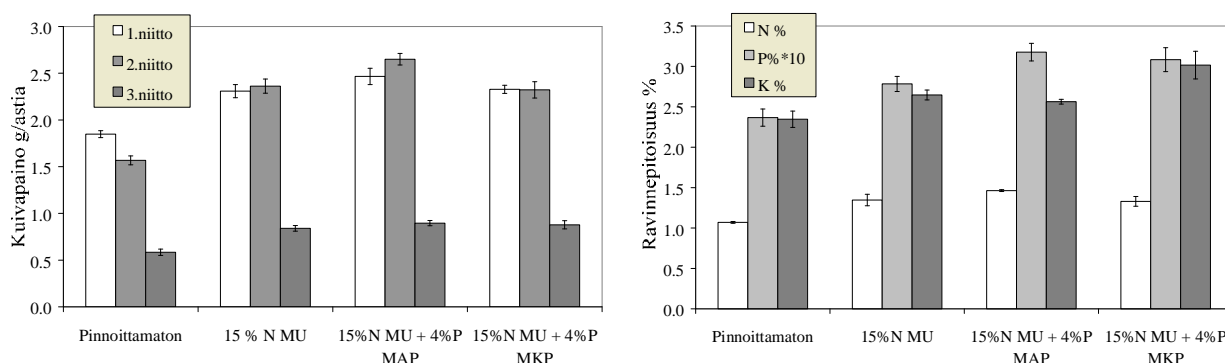 Kuivapaino g/astia
3.0
2.5
2.0
1.5
1.0
0.5
0.0
1.niitto
2.niitto
3.niitto
Pinnoittamaton
15 % N MU
15%N MU + 4%P
MAP
15%N MU + 4%P
MKP
Ravinnepitoisuus %
3.5
3.0
2.5
2.0
1.5
1.0
0.5
0.0
N %
P%*10
K %
Pinnoittamaton
15%N MU
15%N MU + 4%P
MAP
15%N MU + 4%P
MKP